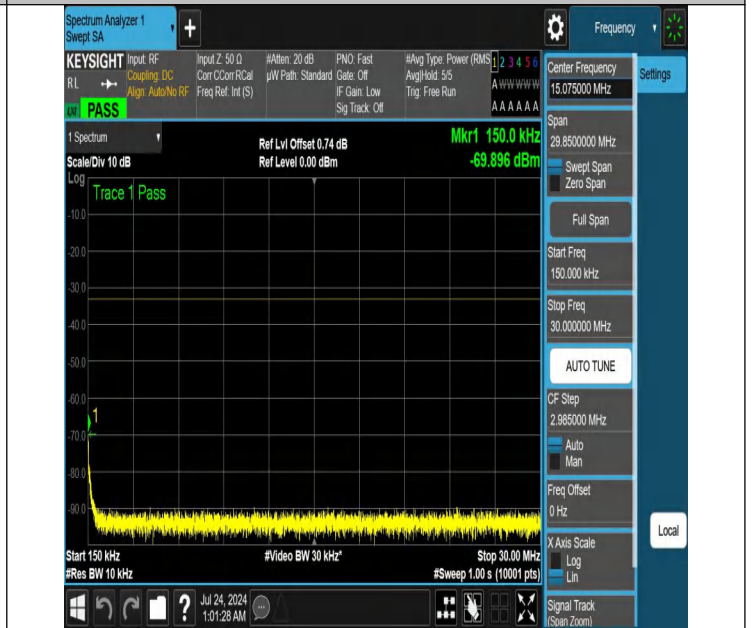 Spectrum Analyzer 1
Swept SA
+
Frequency
KEYSIGHT
RL
PASS
Input: RF
Coupling: DC
Align: Auto/No RF
Input Z: 50 Ω
Corr CCorr RCal
Freq Ref: Int (S)
#Atten: 20 dB
µW Path: Standard
PNO: Fast
Gate: Off
IF Gain: Low
Sig Track: Off
#Avg Type: Power (RMS
Avg|Hold: 5/5
Trig: Free Run
1 2 3 4 5 6
A W W W W W
A A A A A A
1 Spectrum
Scale/Div 10 dB
Ref Lvl Offset 0.74 dB
Ref Level 0.00 dBm
Mkr1 150.0 kHz
-69.896 dBm
Log
Trace 1 Pass
-10.0
-20.0
-30.0
-40.0
-50.0
-60.0
1
-70.0
-80.0
-90.0
Start 150 kHz
#Res BW 10 kHz
#Video BW 30 kHz*
Stop 30.00 MHz
#Sweep 1.00 s (10001 pts)
Center Frequency
15.075000 MHz
Settings
Span
29.8500000 MHz
Swept Span
Zero Span
Full Span
Start Freq
150.000 kHz
Stop Freq
30.000000 MHz
AUTO TUNE
CF Step
2.985000 MHz
Auto
Man
Freq Offset
0 Hz
X Axis Scale
Log
Lin
Local
Signal Track
(Span Zoom)
?
Jul 24, 2024
1:01:28 AM